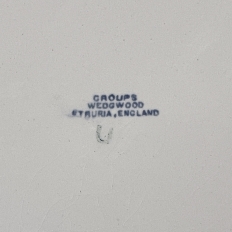 GROUPS
WEDGWOOD
ETRURIA, ENGLAND
U